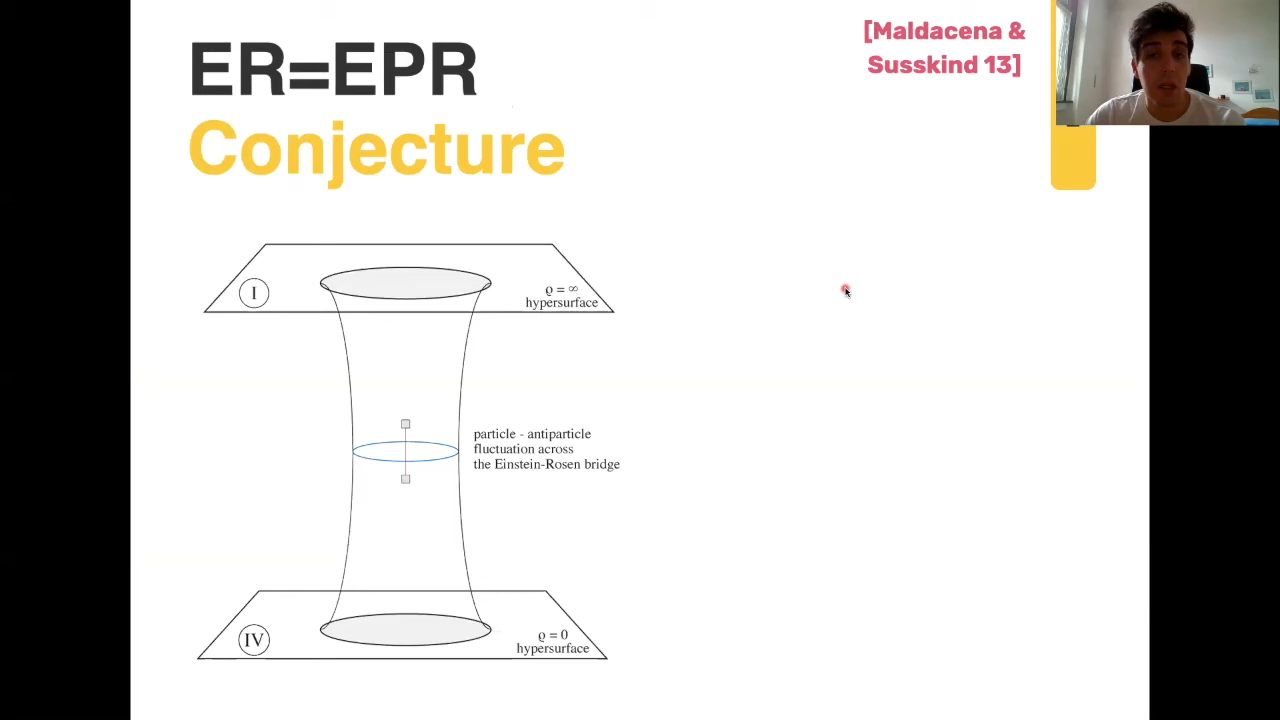 ER=EPR
Conjecture
[Maldacena &
Susskind 13]
I
ϱ = ∞
hypersurface
particle - antiparticle
fluctuation across
the Einstein-Rosen bridge
IV
ϱ = 0
hypersurface